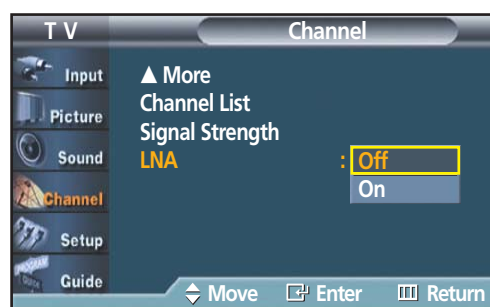 T V
Channel
Input
Picture
Sound
Channel
Setup
Guide
▲ More
Channel List
Signal Strength
LNA : Off
On
Move Enter Return